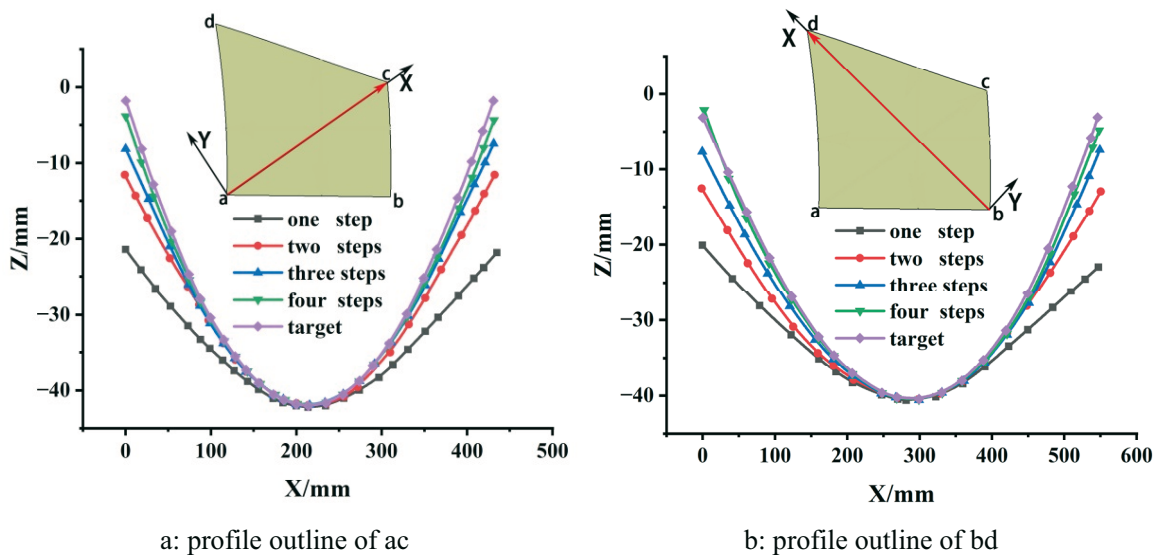 d
c
X
Y
a
b
one step
two steps
three steps
four steps
target
0
−10
−20
−30
−40
Z/mm
0 100 200 300 400 500
X/mm
a: profile outline of ac
d
X
c
a
b
Y
one step
two steps
three steps
four steps
target
0
−10
−20
−30
−40
Z/mm
0 100 200 300 400 500 600
X/mm
b: profile outline of bd